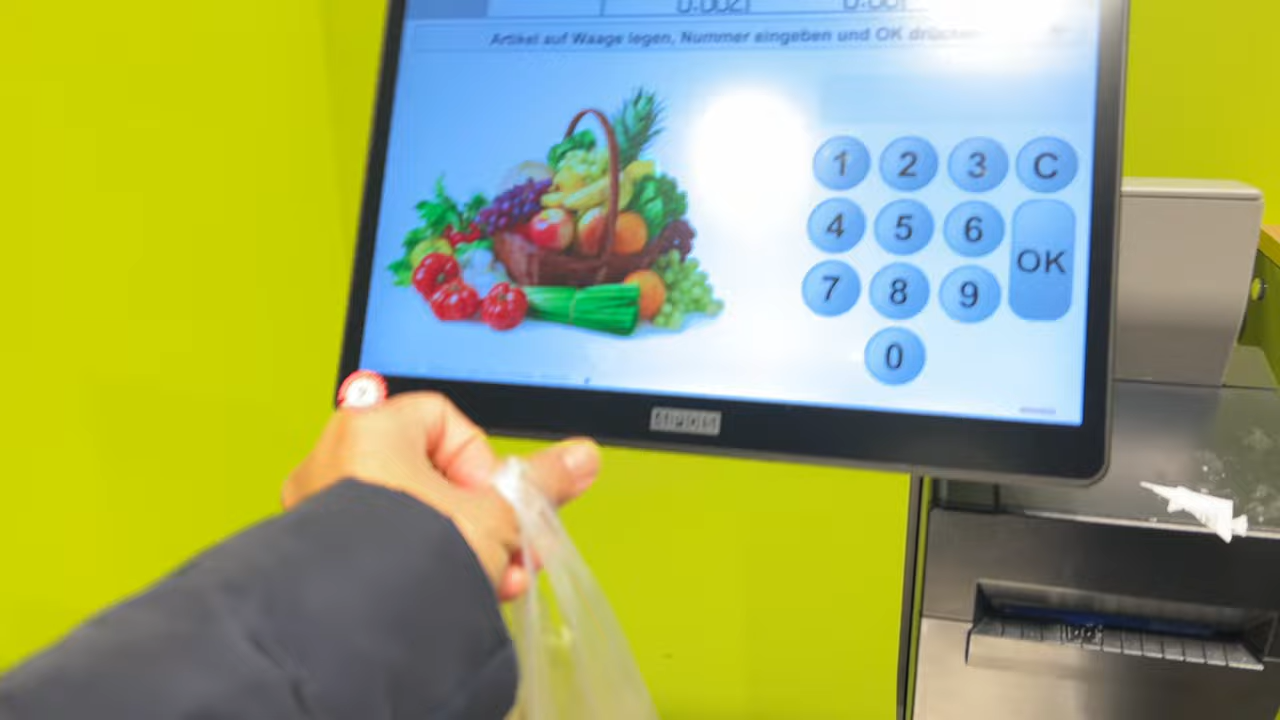 Artikel auf Waage legen, Nummer eingeben und OK drücken
1 2 3 C
4 5 6
OK
7 8 9
0